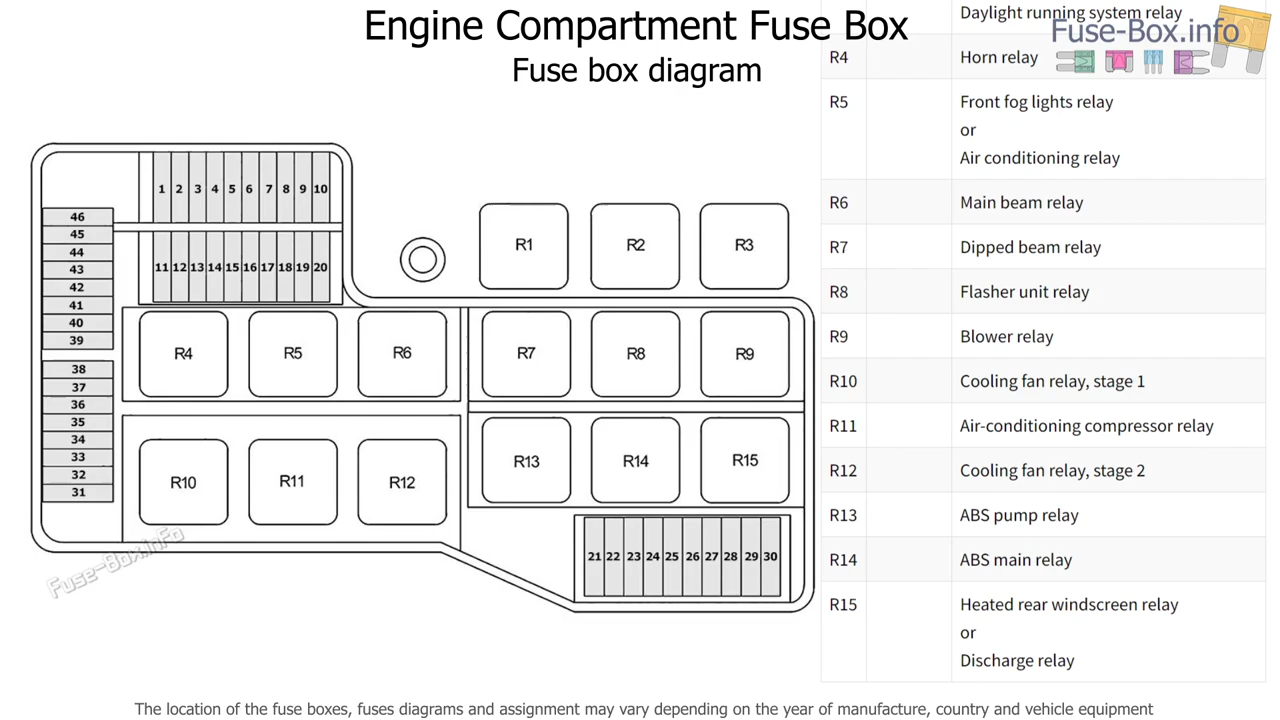 Engine Compartment Fuse Box
Fuse box diagram
Fuse-Box.info
1 2 3 4 5 6 7 8 9 10
11 12 13 14 15 16 17 18 19 20
46
45
44
43
42
41
40
39
38
37
36
35
34
33
32
31
R1 R2 R3
R4 R5 R6 R7 R8 R9
R10 R11 R12 R13 R14 R15
21 22 23 24 25 26 27 28 29 30
Fuse-Box.info
Daylight running system relay
R4 Horn relay
R5 Front fog lights relay
or
Air conditioning relay
R6 Main beam relay
R7 Dipped beam relay
R8 Flasher unit relay
R9 Blower relay
R10 Cooling fan relay, stage 1
R11 Air-conditioning compressor relay
R12 Cooling fan relay, stage 2
R13 ABS pump relay
R14 ABS main relay
R15 Heated rear windscreen relay
or
Discharge relay
The location of the fuse boxes, fuses diagrams and assignment may vary depending on the year of manufacture, country and vehicle equipment